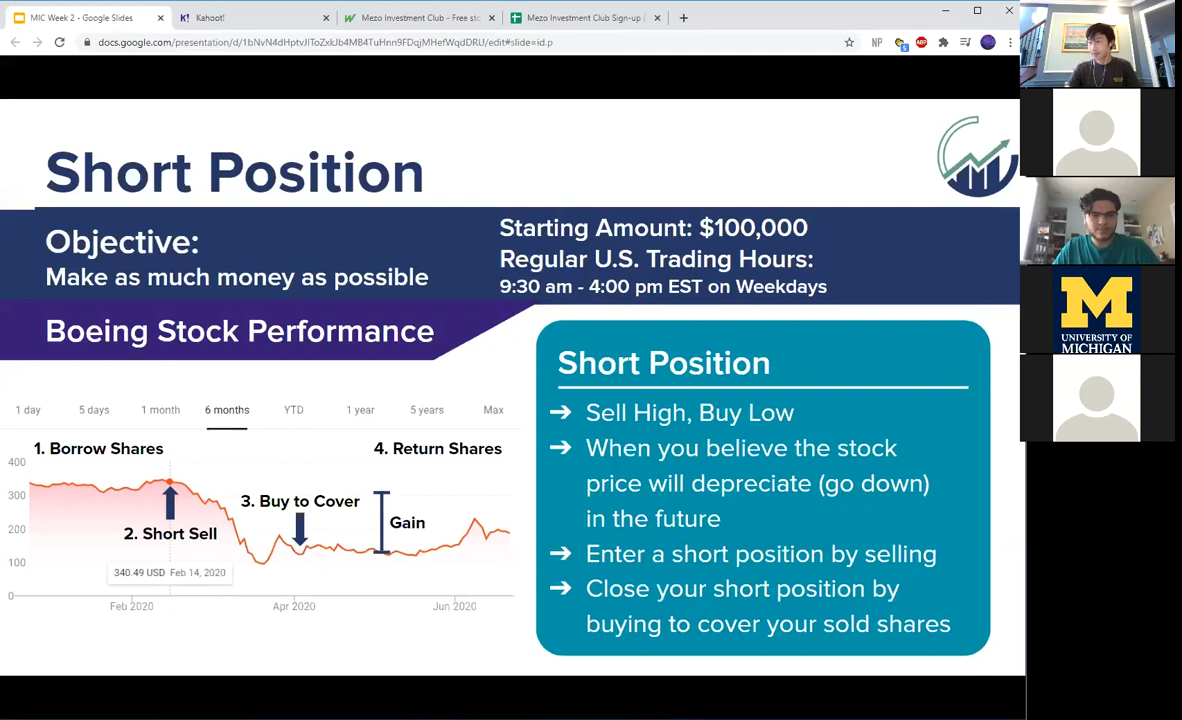 MIC Week 2 - Google Slides
Kahoot!
Mezo Investment Club - Free sto
Mezo Investment Club Sign-up (
docs.google.com/presentation/d/1bNvN4dHptvJlToZxkJb4MB4TuHnn9FDqjMHefWqdDRU/edit#slide=id.p
NP
5
ABP
Short Position
Objective:
Make as much money as possible
Starting Amount: $100,000
Regular U.S. Trading Hours:
9:30 am - 4:00 pm EST on Weekdays
Boeing Stock Performance
1 day
5 days
1 month
6 months
YTD
1 year
5 years
Max
1. Borrow Shares
4. Return Shares
400
300
200
100
0
3. Buy to Cover
2. Short Sell
Gain
340.49 USD Feb 14, 2020
Feb 2020
Apr 2020
Jun 2020
Short Position
➔ Sell High, Buy Low
➔ When you believe the stock
price will depreciate (go down)
in the future
➔ Enter a short position by selling
➔ Close your short position by
buying to cover your sold shares
M
UNIVERSITY OF
MICHIGAN